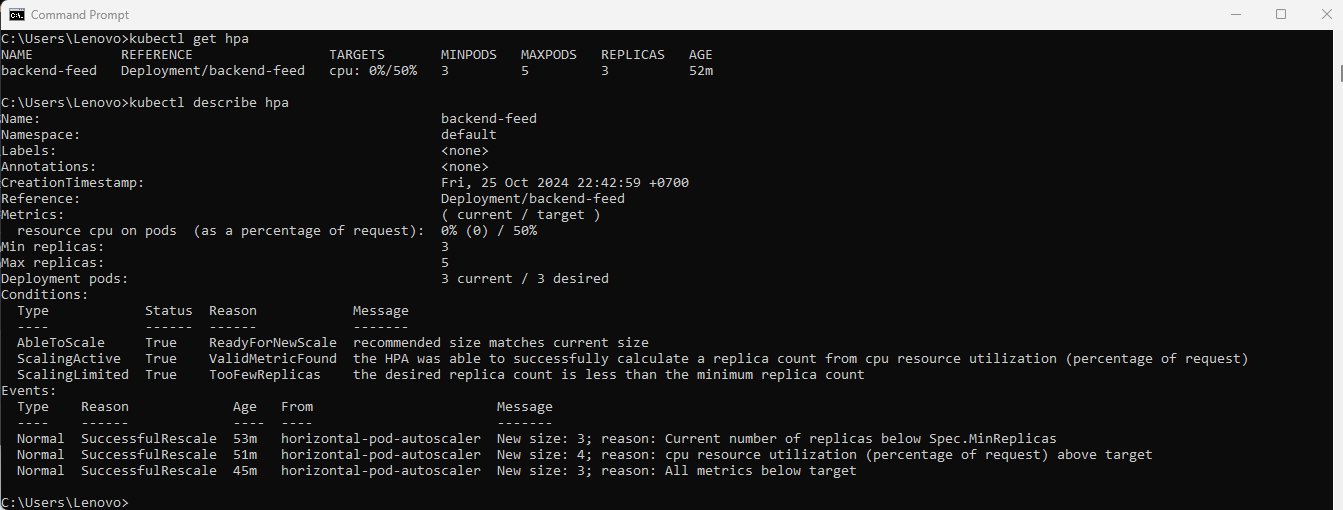 Command Prompt
C:\Users\Lenovo>kubectl get hpa
NAME           REFERENCE                 TARGETS       MINPODS   MAXPODS   REPLICAS   AGE
backend-feed   Deployment/backend-feed   cpu: 0%/50%   3         5         3          52m
C:\Users\Lenovo>kubectl describe hpa
Name:                                                  backend-feed
Namespace:                                             default
Labels:                                                <none>
Annotations:                                           <none>
CreationTimestamp:                                     Fri, 25 Oct 2024 22:42:59 +0700
Reference:                                             Deployment/backend-feed
Metrics:                                               ( current / target )
  resource cpu on pods  (as a percentage of request):  0% (0) / 50%
Min replicas:                                          3
Max replicas:                                          5
Deployment pods:                                       3 current / 3 desired
Conditions:
  Type            Status  Reason            Message
  ----            ------  ------            -------
  AbleToScale     True    ReadyForNewScale  recommended size matches current size
  ScalingActive   True    ValidMetricFound  the HPA was able to successfully calculate a replica count from cpu resource utilization (percentage of request)
  ScalingLimited  True    TooFewReplicas    the desired replica count is less than the minimum replica count
Events:
  Type    Reason             Age   From                       Message
  ----    ------             ----  ----                       -------
  Normal  SuccessfulRescale  53m   horizontal-pod-autoscaler  New size: 3; reason: Current number of replicas below Spec.MinReplicas
  Normal  SuccessfulRescale  51m   horizontal-pod-autoscaler  New size: 4; reason: cpu resource utilization (percentage of request) above target
  Normal  SuccessfulRescale  45m   horizontal-pod-autoscaler  New size: 3; reason: All metrics below target
C:\Users\Lenovo>